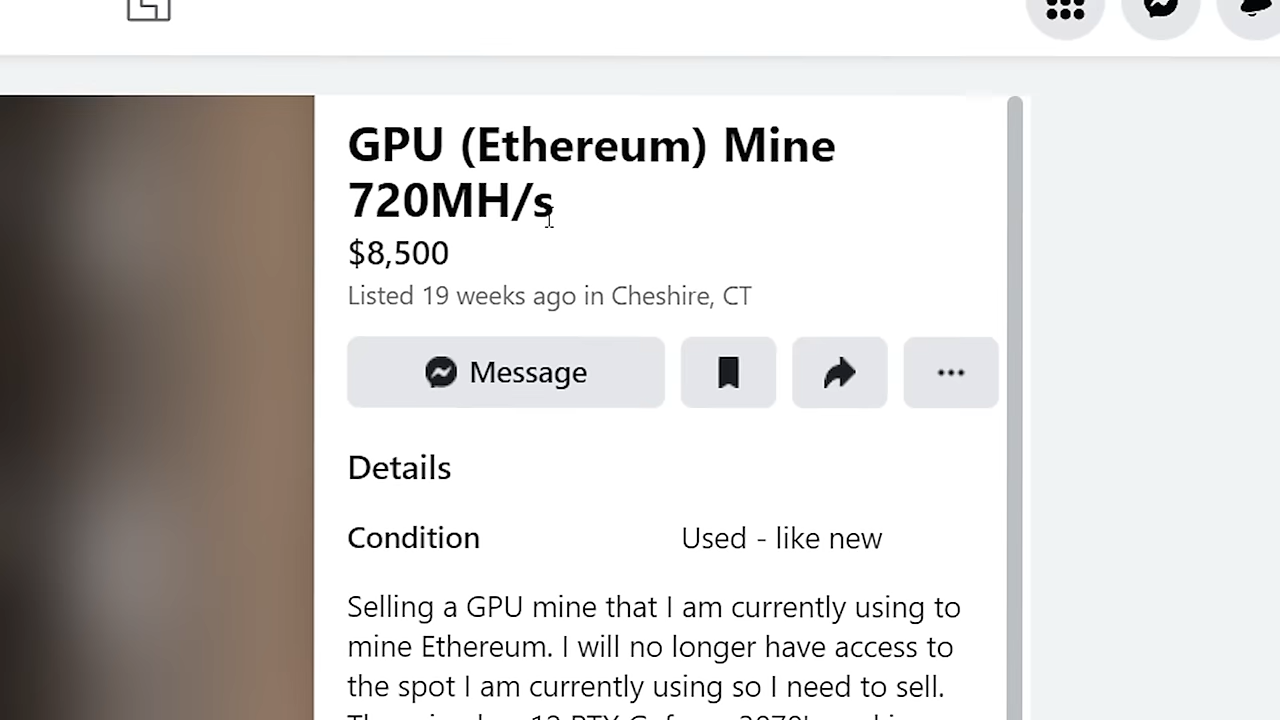 GPU (Ethereum) Mine
720MH/s
$8,500
Listed 19 weeks ago in Cheshire, CT
Message
Details
Condition
Used - like new
Selling a GPU mine that I am currently using to
mine Ethereum. I will no longer have access to
the spot I am currently using so I need to sell.